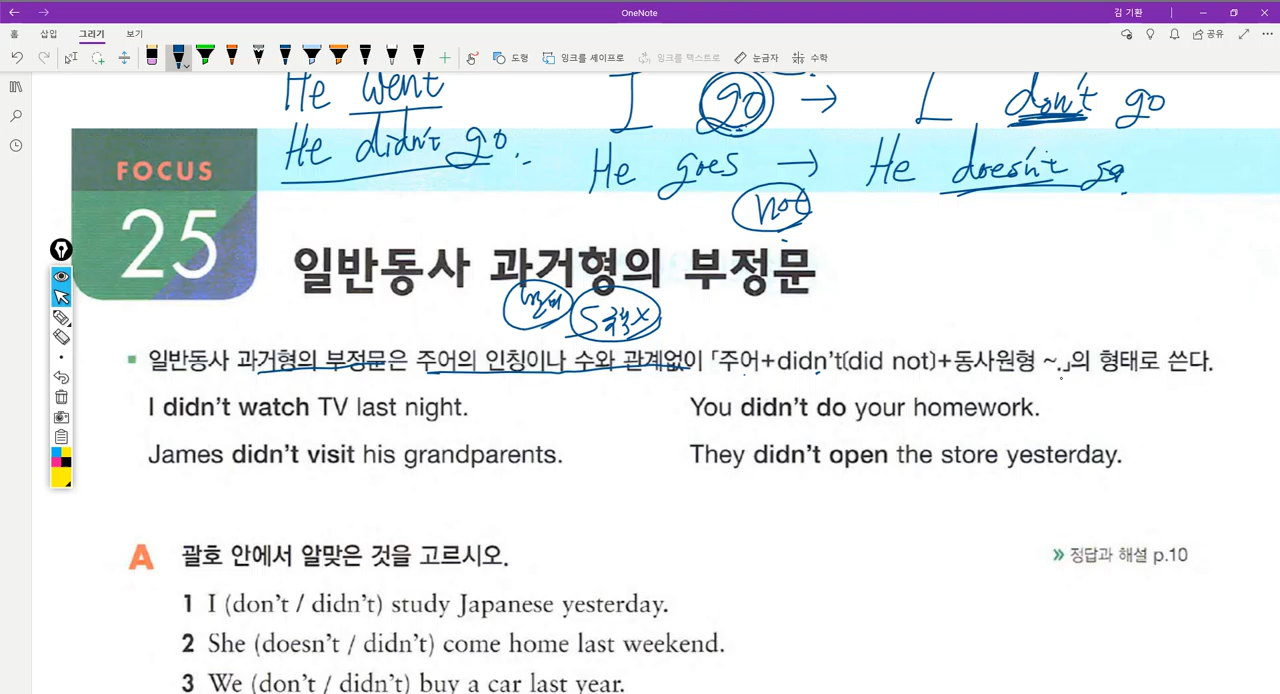 OneNote
김 기환
홈 삽입 그리기 보기
공유
도형 잉크를 셰이프로 잉크를 텍스트로 눈금자 수학
He went I go → I don't go
He didn't go. He goes → He doesn't go.
not
FOCUS
25
일반동사 과거형의 부정문
일반동사 과거형의 부정문은 주어의 인칭이나 수와 관계없이 「주어+didn't(did not)+동사원형 ~.」의 형태로 쓴다.
I didn't watch TV last night. You didn't do your homework.
James didn't visit his grandparents. They didn't open the store yesterday.
A 괄호 안에서 알맞은 것을 고르시오. » 정답과 해설 p.10
1 I (don't / didn't) study Japanese yesterday.
2 She (doesn't / didn't) come home last weekend.
3 We (don't / didn't) buy a car last year.